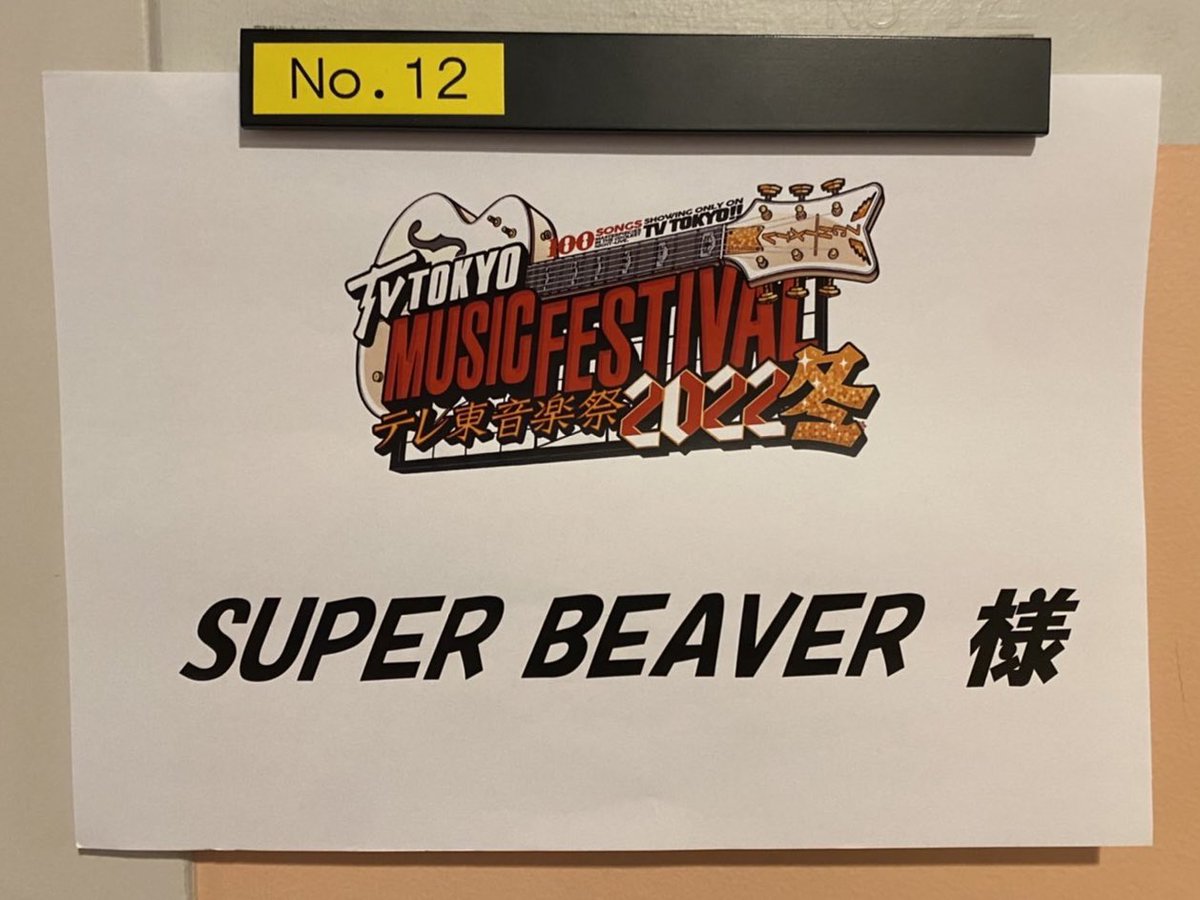 No.12
100 SONGS SHOWING ONLY ON
TV TOKYO!!
TV TOKYO
MUSIC FESTIVAL
テレ東音楽祭 2022冬
SUPER BEAVER 様